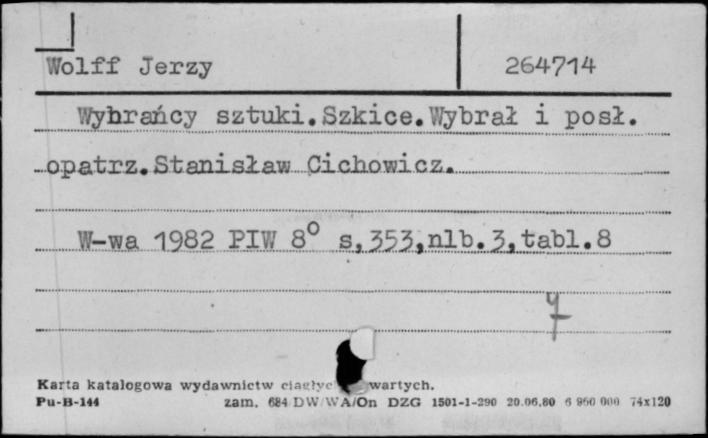 Wolff Jerzy 264714
Wybrańcy sztuki.Szkice.Wybrał i posł.
opatrz.Stanisław Cichowicz.
W-wa 1982 PIW 8° s,353,nlb.3,tabl.8
Karta katalogowa wydawnictw wartych.
Pu-B-144 zam. 684 DW/WA/On DZG 1501-1-290 20.06.80 6 960 000 74x120